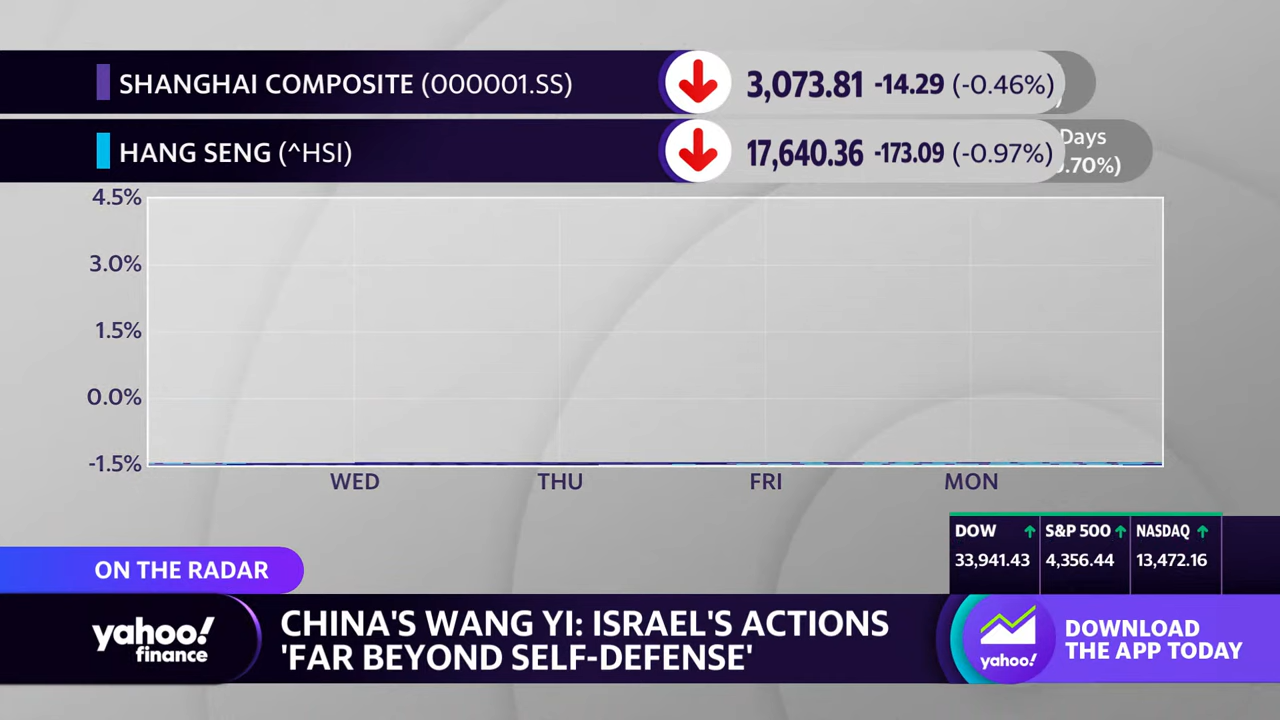 SHANGHAI COMPOSITE (000001.SS) 3,073.81 -14.29 (-0.46%)
HANG SENG (^HSI) 17,640.36 -173.09 (-0.97%)
Days
.70%)
4.5%
3.0%
1.5%
0.0%
-1.5%
WED THU FRI MON
DOW S&P 500 NASDAQ
33,941.43 4,356.44 13,472.16
ON THE RADAR
yahoo!
finance
CHINA'S WANG YI: ISRAEL'S ACTIONS
'FAR BEYOND SELF-DEFENSE'
yahoo!
DOWNLOAD
THE APP TODAY